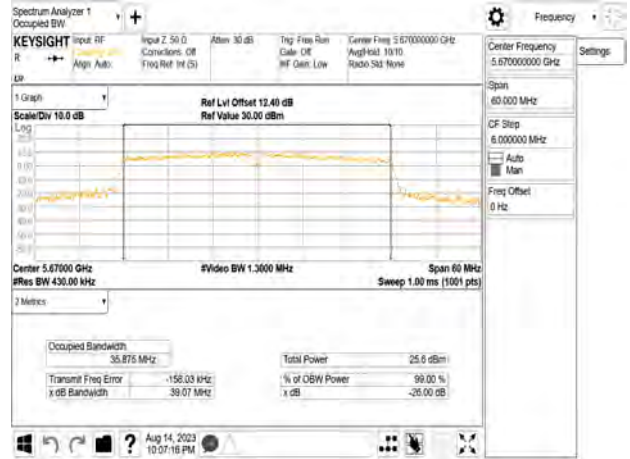 Spectrum Analyzer 1
Occupied BW
KEYSIGHT
Input: RF
Align: Auto
Input Z: 50 Ω
Corrections: Off
Freq Ref: Int (S)
Atten: 30 dB
Trig: Free Run
Gate: Off
#IF Gain: Low
Center Freq: 5.670000000 GHz
Avg|Hold: 10/10
Radio Std: None
R
1 Graph
Scale/Div 10.0 dB
Log
Ref Lvl Offset 12.40 dB
Ref Value 30.00 dBm
Center 5.67000 GHz
#Res BW 430.00 kHz
#Video BW 1.3000 MHz
Span 60 MHz
Sweep 1.00 ms (1001 pts)
2 Metrics
Occupied Bandwidth
35.875 MHz
Transmit Freq Error
-158.03 kHz
x dB Bandwidth
39.07 MHz
Total Power
25.6 dBm
% of OBW Power
99.00 %
x dB
-26.00 dB
Aug 14, 2023
10:07:16 PM
Frequency
Settings
Center Frequency
5.670000000 GHz
Span
60.000 MHz
CF Step
6.000000 MHz
Auto
Man
Freq Offset
0 Hz